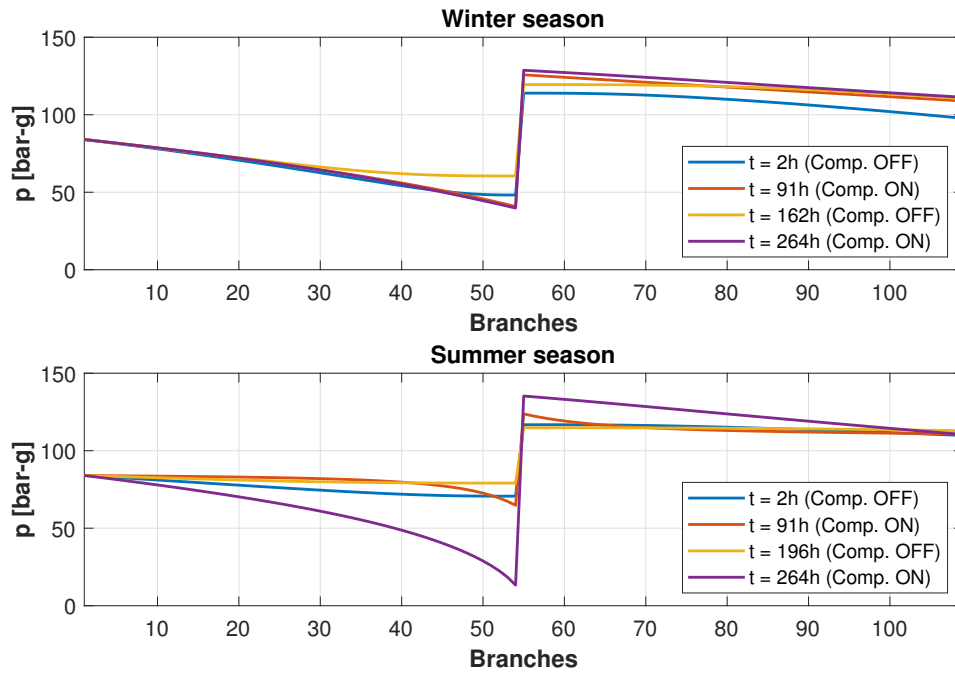 Winter season
150
100
50
0
p [bar-g]
t = 2h (Comp. OFF)
t = 91h (Comp. ON)
t = 162h (Comp. OFF)
t = 264h (Comp. ON)
10 20 30 40 50 60 70 80 90 100
Branches
Summer season
150
100
50
0
p [bar-g]
t = 2h (Comp. OFF)
t = 91h (Comp. ON)
t = 196h (Comp. OFF)
t = 264h (Comp. ON)
10 20 30 40 50 60 70 80 90 100
Branches